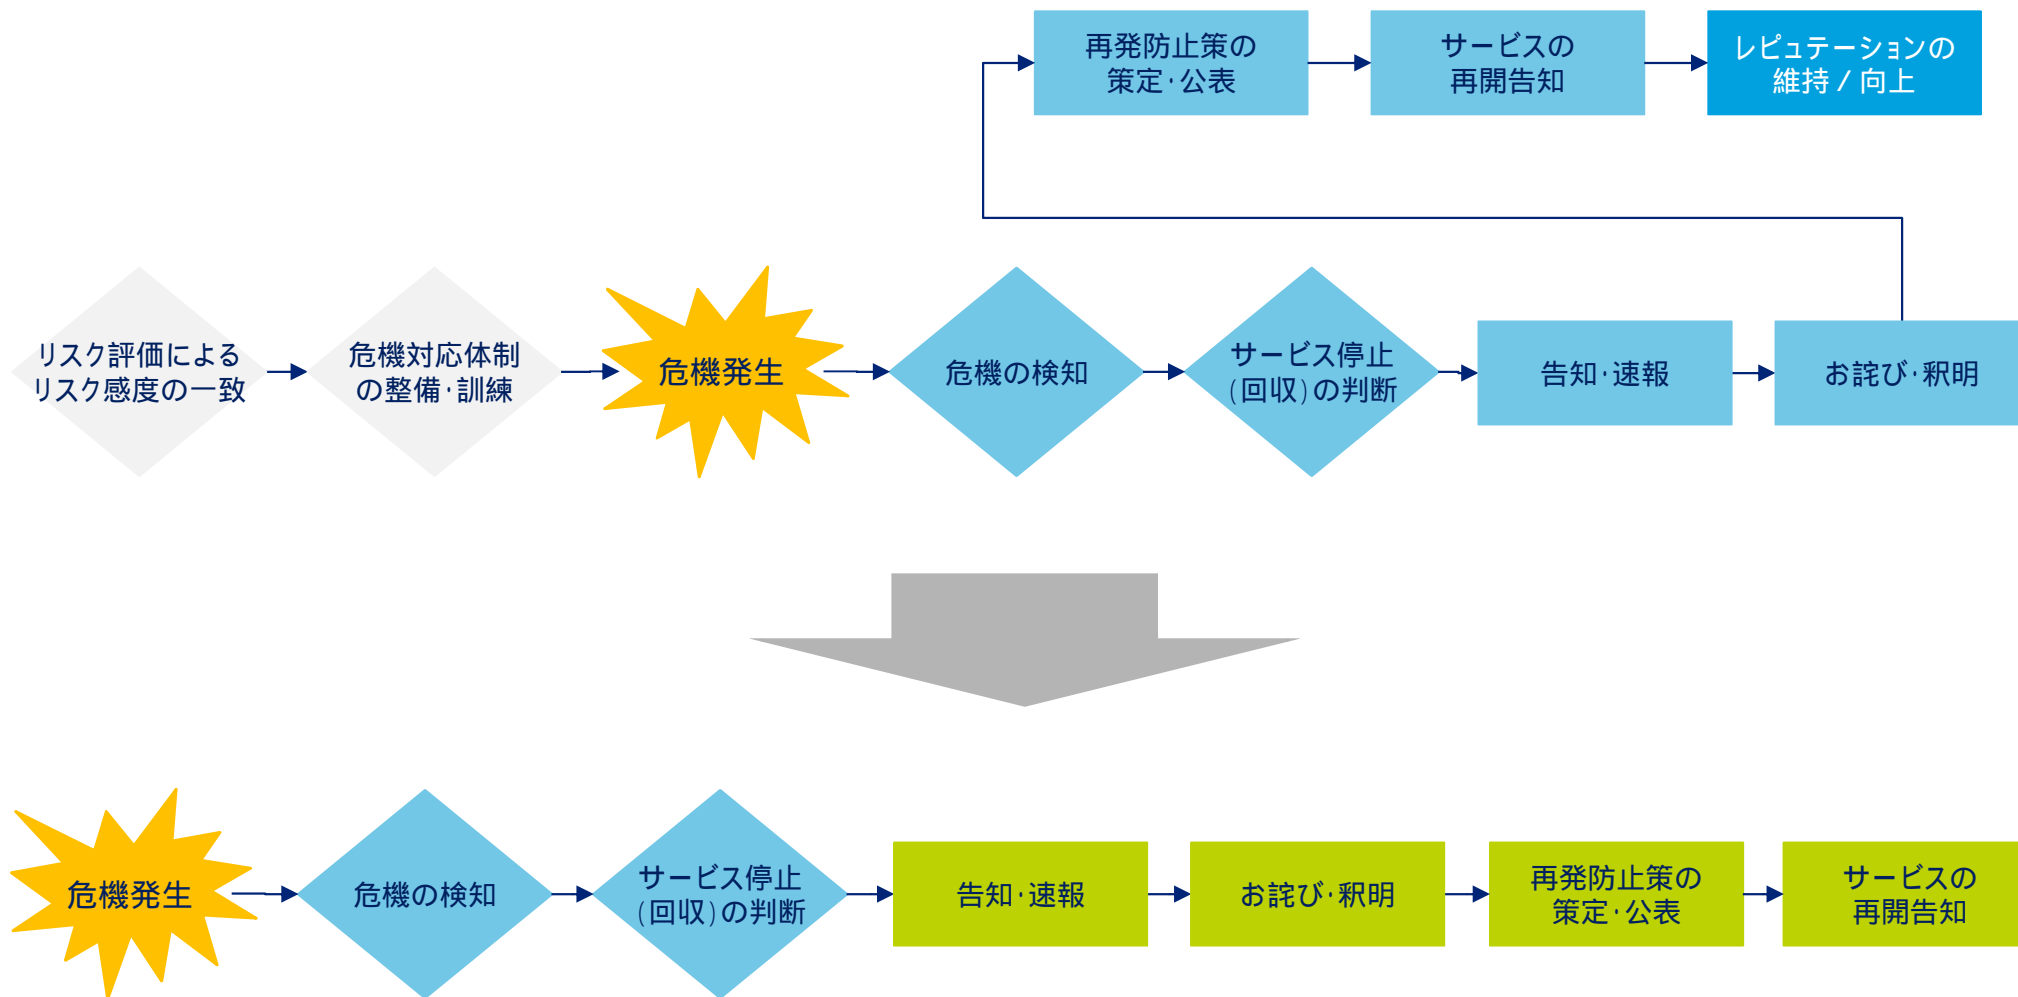 再発防止策の
策定・公表
サービスの
再開告知
レピュテーションの
維持 / 向上
リスク評価による
リスク感度の一致
危機対応体制
の整備・訓練
危機発生
危機の検知
サービス停止
(回収)の判断
告知・速報
お詫び・釈明
危機発生
危機の検知
サービス停止
(回収)の判断
告知・速報
お詫び・釈明
再発防止策の
策定・公表
サービスの
再開告知